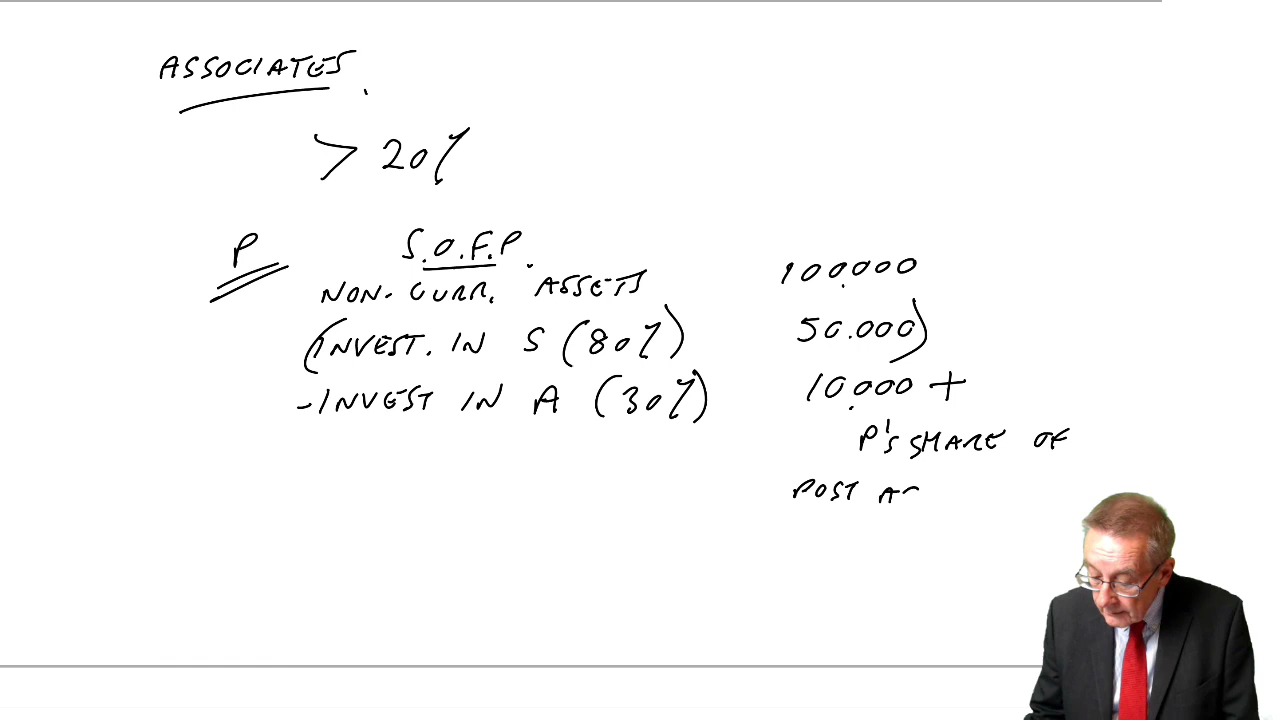 ASSOCIATES.
> 20%
P S.O.F.P.
NON-CURR. ASSETS 100,000
(INVEST. IN S (80%) 50.000)
-INVEST IN A (30%) 10,000 +
P's SHARE OF
POST AC